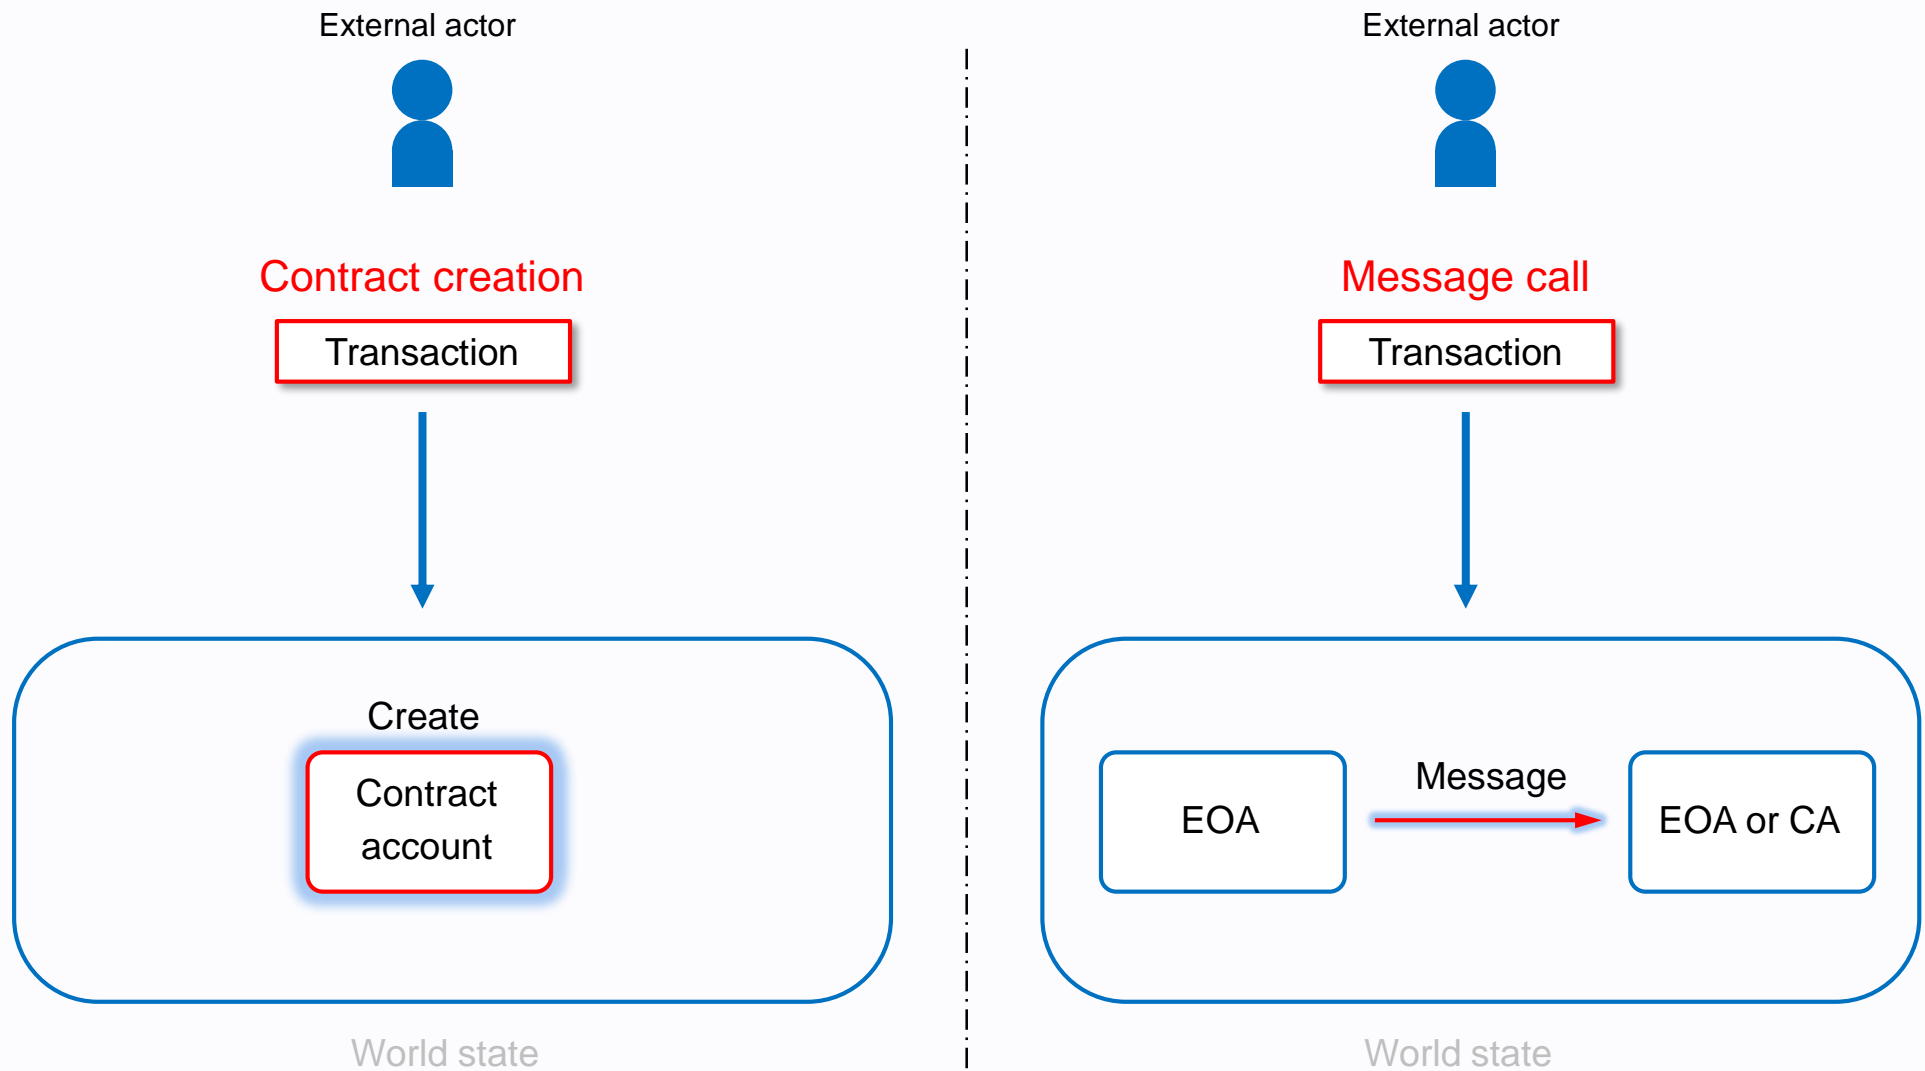 External actor
Contract creation
Transaction
Create
Contract
account
World state
External actor
Message call
Transaction
EOA
Message
EOA or CA
World state